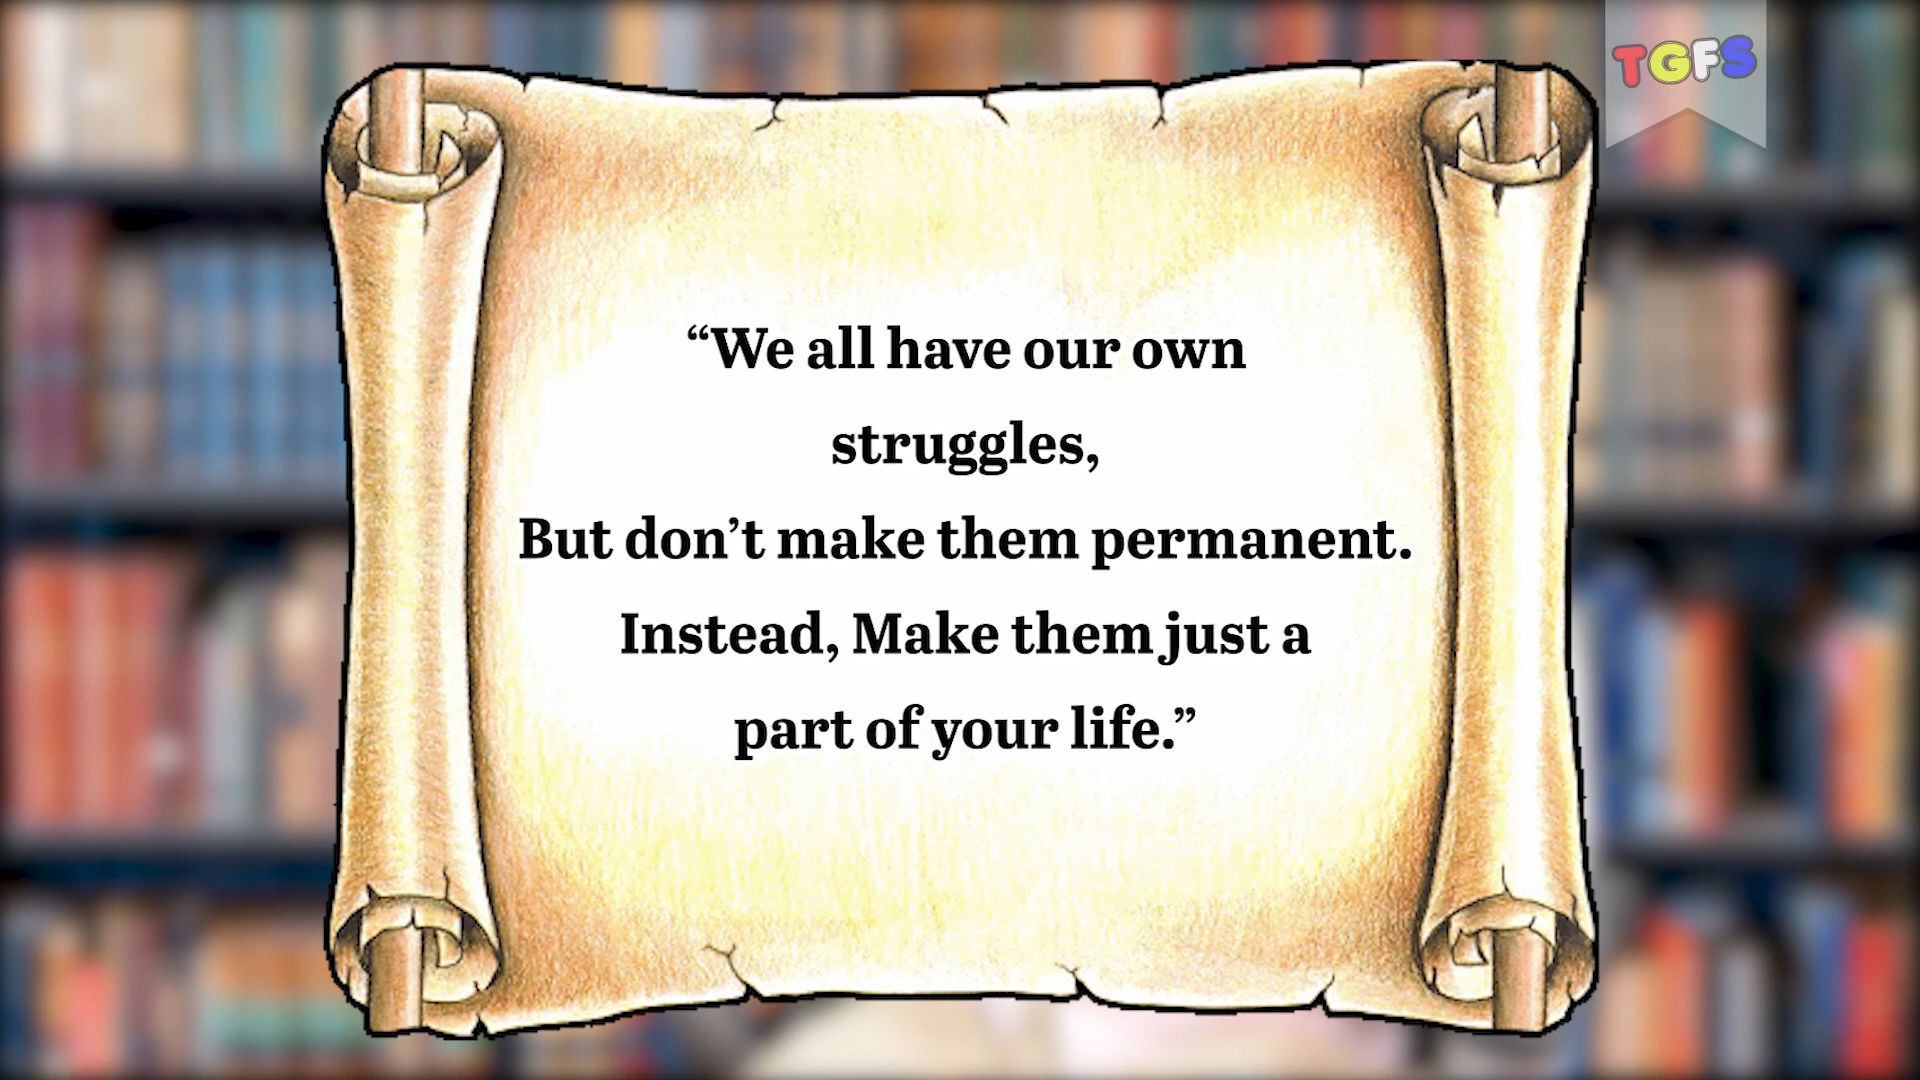 TGFS
“We all have our own
struggles,
But don’t make them permanent.
Instead, Make them just a
part of your life.”